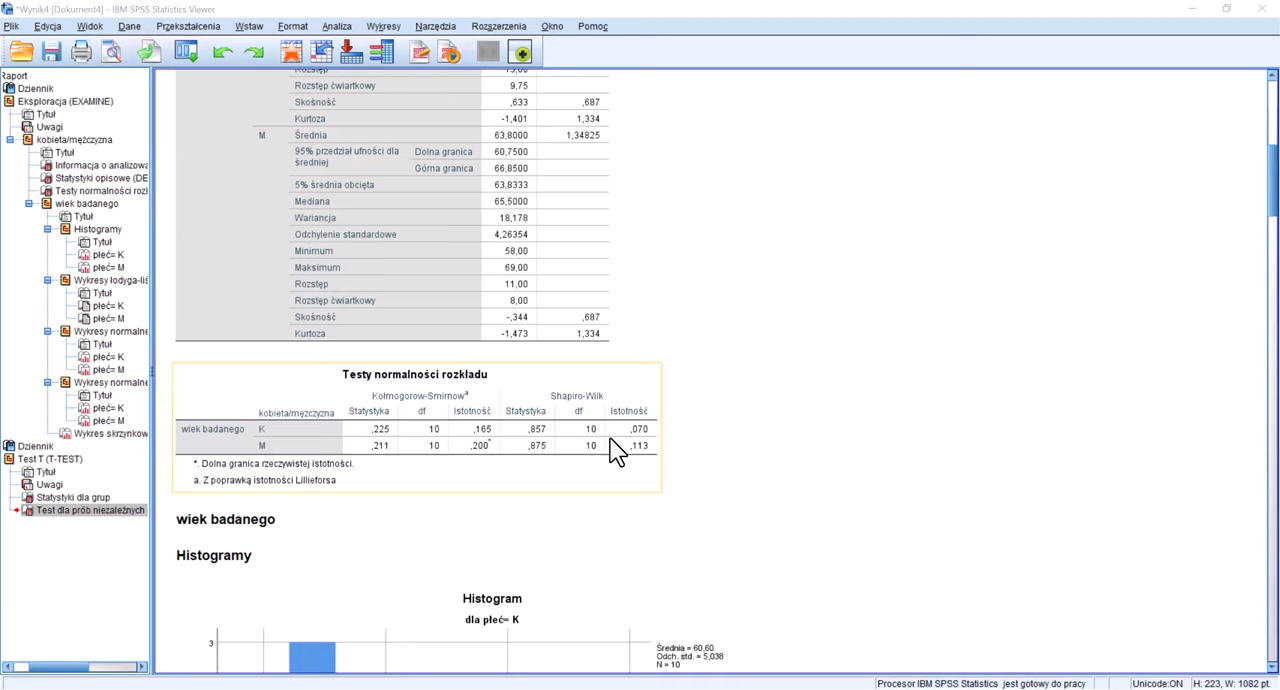 *Wynik4 [Dokument4] - IBM SPSS Statistics Viewer
Plik Edycja Widok Dane Przekształcenia Wstaw Format Analiza Wykresy Narzędzia Rozszerzenia Okno Pomoc
Raport
Dziennik
Eksploracja (EXAMINE)
Tytuł
Uwagi
kobieta/mężczyzna
Tytuł
Informacja o analizowa
Statystyki opisowe (DE
Testy normalności rozkł
wiek badanego
Tytuł
Histogramy
Tytuł
płeć= K
płeć= M
Wykresy łodyga-liś
Tytuł
płeć= K
płeć= M
Wykresy normalne
Tytuł
płeć= K
płeć= M
Wykresy normalne
Tytuł
płeć= K
płeć= M
Wykres skrzynkow
Dziennik
Test T (T-TEST)
Tytuł
Uwagi
Statystyki dla grup
Test dla prób niezależnych
Rozstęp 15,00
Rozstęp ćwiartkowy 9,75
Skośność ,633 ,687
Kurtoza -1,401 1,334
M Średnia 63,8000 1,34825
95% przedział ufności dla średniej Dolna granica 60,7500
Górna granica 66,8500
5% średnia obcięta 63,8333
Mediana 65,5000
Wariancja 18,178
Odchylenie standardowe 4,26354
Minimum 58,00
Maksimum 69,00
Rozstęp 11,00
Rozstęp ćwiartkowy 8,00
Skośność -,344 ,687
Kurtoza -1,473 1,334
Testy normalności rozkładu
Kołmogorow-Smirnowa Shapiro-Wilk
kobieta/mężczyzna Statystyka df Istotność Statystyka df Istotność
wiek badanego K ,225 10 ,165 ,857 10 ,070
M ,211 10 ,200* ,875 10 ,113
*. Dolna granica rzeczywistej istotności.
a. Z poprawką istotności Lillieforsa
wiek badanego
Histogramy
Histogram
dla płeć= K
3
Średnia = 60,60
Odch. std. = 5,038
N = 10
Procesor IBM SPSS Statistics jest gotowy do pracy Unicode:ON H: 223, W: 1082 pt.